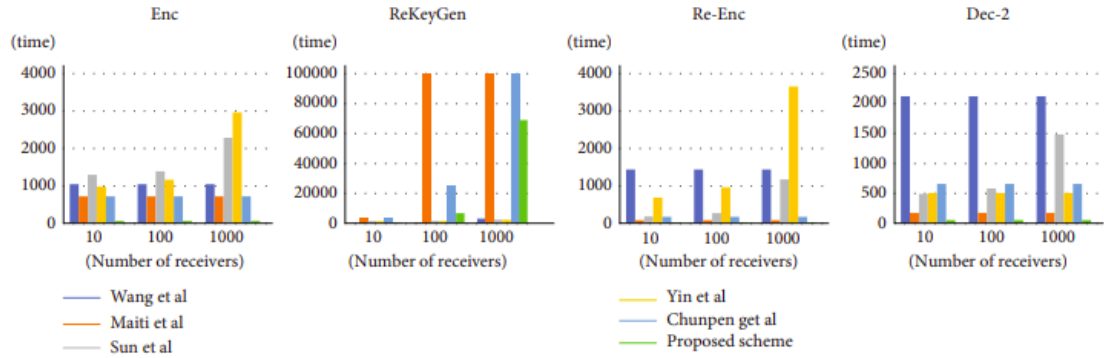 Enc
(time)
4000
3000
2000
1000
0
10 100 1000
(Number of receivers)
ReKeyGen
(time)
100000
80000
60000
40000
20000
0
10 100 1000
(Number of receivers)
Re-Enc
(time)
4000
3000
2000
1000
0
10 100 1000
(Number of receivers)
Dec-2
(time)
2500
2000
1500
1000
500
0
10 100 1000
(Number of receivers)
Wang et al
Maiti et al
Sun et al
Yin et al
Chunpen get al
Proposed scheme